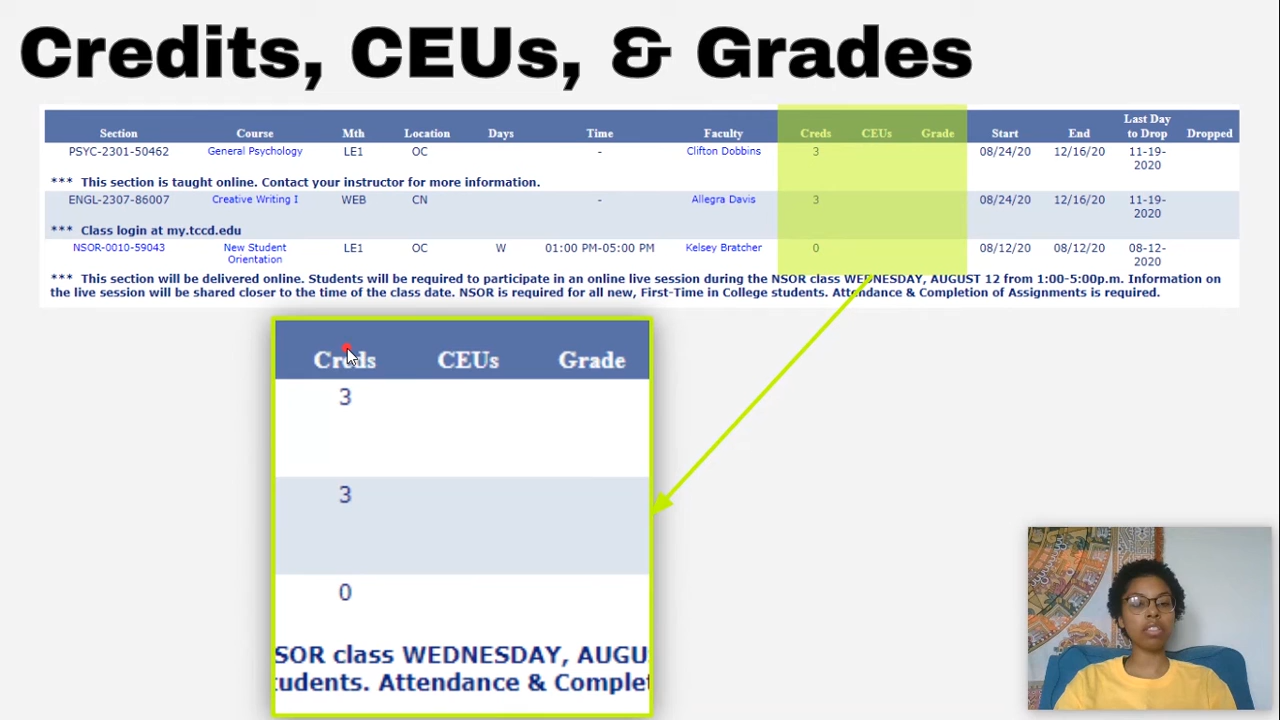 Credits, CEUs, & Grades
Section Course Mth Location Days Time Faculty Creds CEUs Grade Start End Last Day to Drop Dropped
PSYC-2301-50462 General Psychology LE1 OC - Clifton Dobbins 3 08/24/20 12/16/20 11-19-2020
*** This section is taught online. Contact your instructor for more information.
ENGL-2307-86007 Creative Writing I WEB CN - Allegra Davis 3 08/24/20 12/16/20 11-19-2020
*** Class login at my.tccd.edu
NSOR-0010-59043 New Student Orientation LE1 OC W 01:00 PM-05:00 PM Kelsey Bratcher 0 08/12/20 08/12/20 08-12-2020
*** This section will be delivered online. Students will be required to participate in an online live session during the NSOR class WEDNESDAY, AUGUST 12 from 1:00-5:00p.m. Information on
the live session will be shared closer to the time of the class date. NSOR is required for all new, First-Time in College students. Attendance & Completion of Assignments is required.
Creds CEUs Grade
3
3
0
SOR class WEDNESDAY, AUGU
tudents. Attendance & Complet